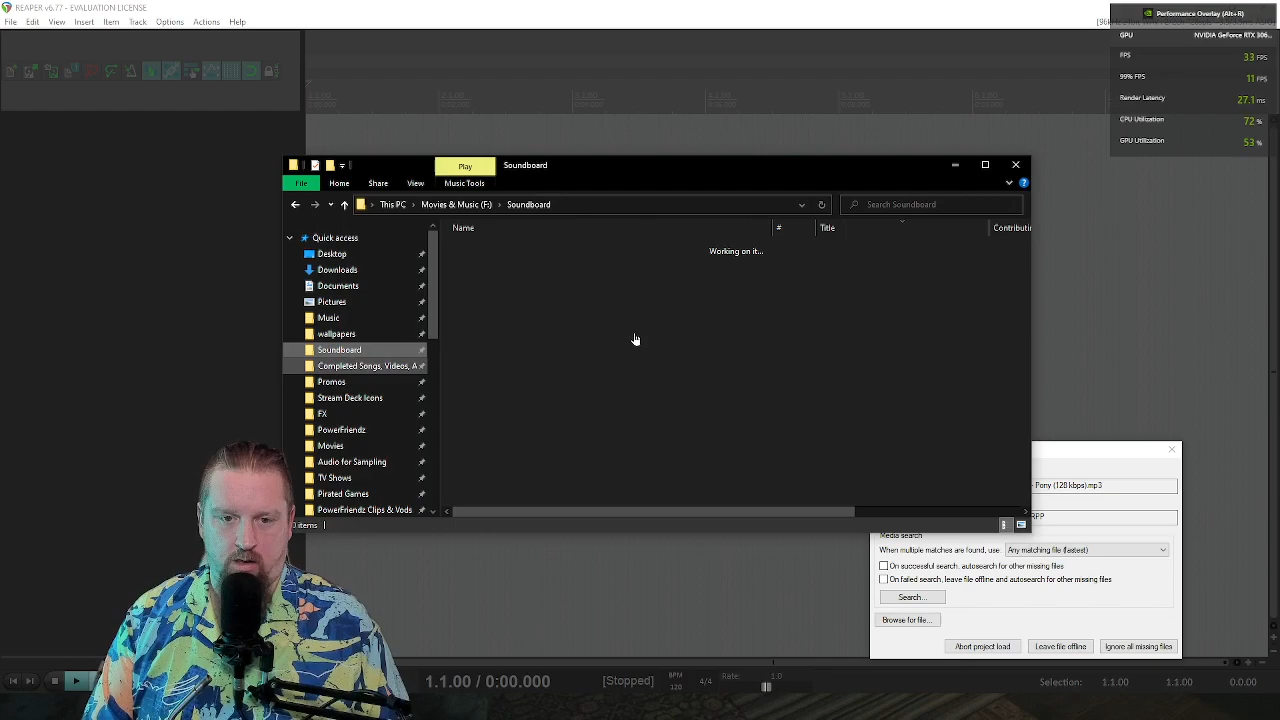 REAPER v6.77 - EVALUATION LICENSE
File Edit View Insert Item Track Options Actions Help
Performance Overlay (Alt+R)
GPU NVIDIA GeForce RTX 306...
FPS 33 FPS
99% FPS 11 FPS
Render Latency 27.1 ms
CPU Utilization 72 %
GPU Utilization 53 %
Play Soundboard
File Home Share View Music Tools
This PC Movies & Music (F:) Soundboard Search Soundboard
Name # Title Contributin
Working on it...
Quick access
Desktop
Downloads
Documents
Pictures
Music
wallpapers
Soundboard
Completed Songs, Videos, A
Promos
Stream Deck Icons
FX
PowerFriendz
Movies
Audio for Sampling
TV Shows
Pirated Games
PowerFriendz Clips & Vods
items
- Pony (128 kbps).mp3
Media search
When multiple matches are found, use: Any matching file (fastest)
On successful search, autosearch for other missing files
On failed search, leave file offline and autosearch for other missing files
Search...
Browse for file...
Abort project load Leave file offline Ignore all missing files
1.1.00 / 0:00.000 [Stopped] BPM 120 4/4 Rate: 1.0 Selection: 1.1.00 1.1.00 0.0.00